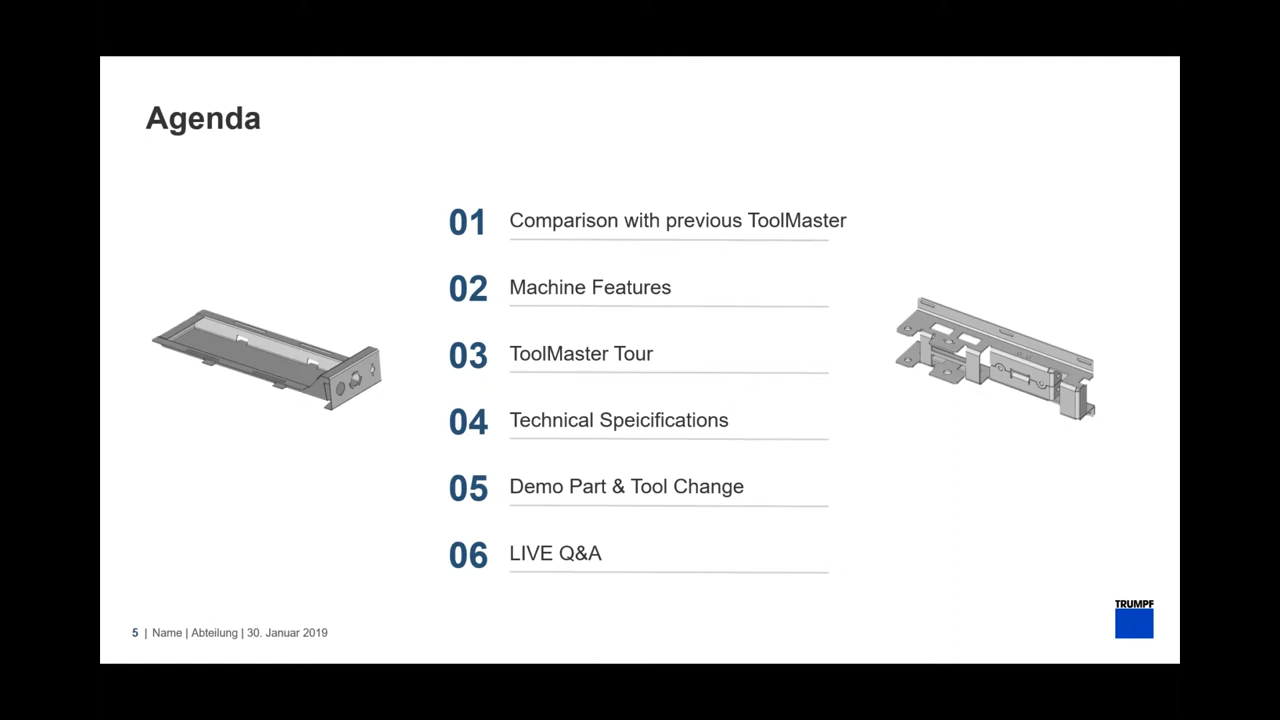 Agenda
01 Comparison with previous ToolMaster
02 Machine Features
03 ToolMaster Tour
04 Technical Speicifications
05 Demo Part & Tool Change
06 LIVE Q&A
TRUMPF
5 | Name | Abteilung | 30. Januar 2019